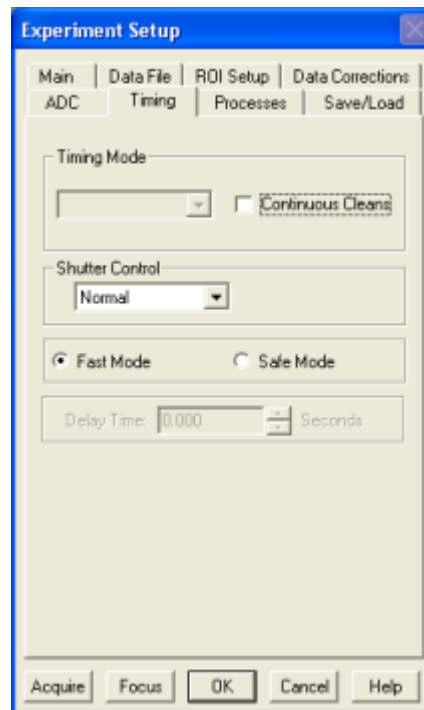 Experiment Setup
Main Data File ROI Setup Data Corrections
ADC Timing Processes Save/Load
Timing Mode
Continuous Cleans
Shutter Control
Normal
Fast Mode Safe Mode
Delay Time: 0.000 Seconds
Acquire Focus OK Cancel Help